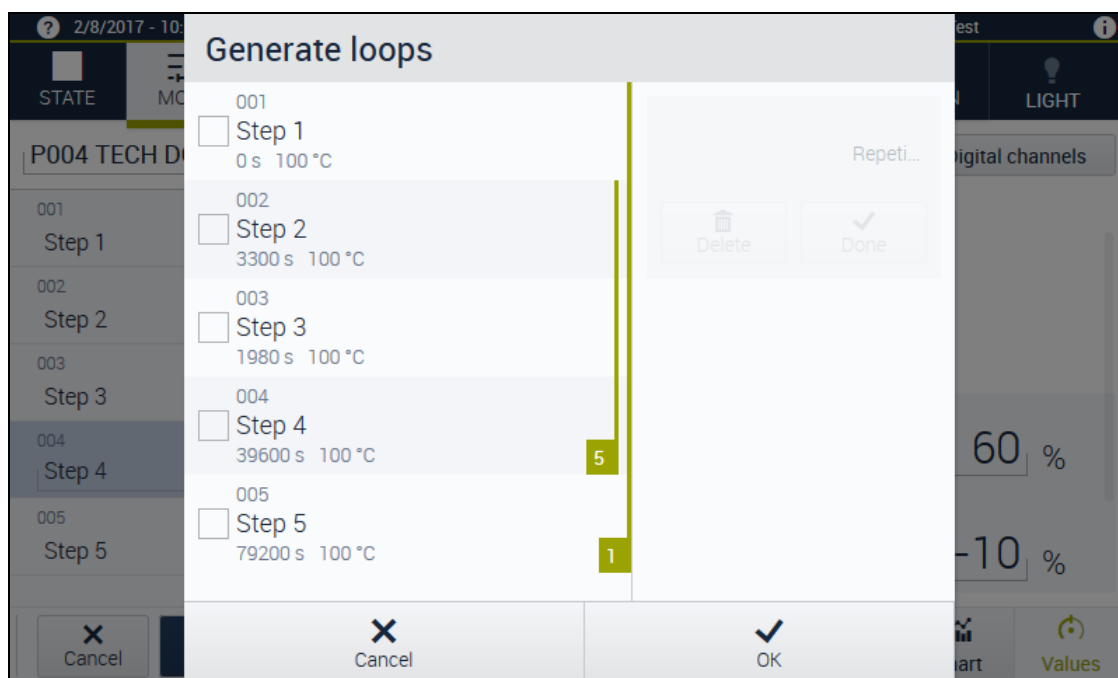 2/8/2017 - 10:
est
STATE
MO
LIGHT
P004 TECH D
Digital channels
001
Step 1
002
Step 2
003
Step 3
004
Step 4
005
Step 5
60 %
-10 %
Cancel
art
Values
Generate loops
001
Step 1
0 s 100 °C
002
Step 2
3300 s 100 °C
003
Step 3
1980 s 100 °C
004
Step 4
39600 s 100 °C
5
005
Step 5
79200 s 100 °C
1
Repeti...
Delete
Done
Cancel
OK